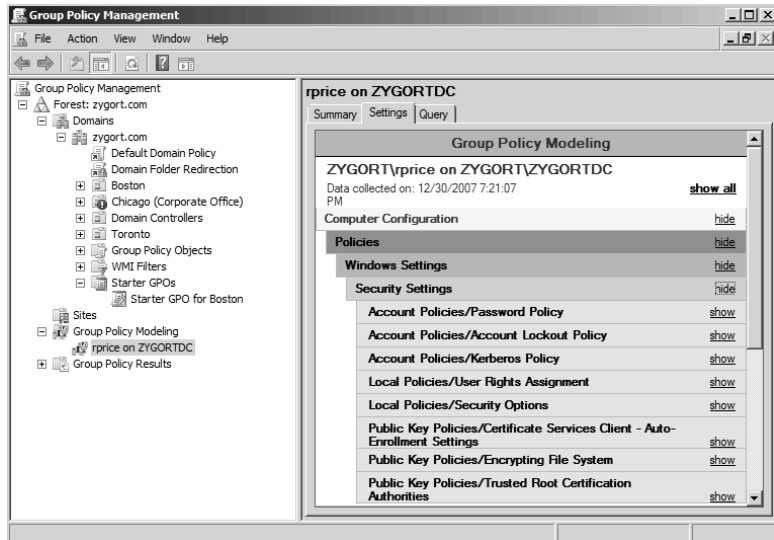 Group Policy Management
File Action View Window Help
Group Policy Management
Forest: zygort.com
Domains
zygort.com
Default Domain Policy
Domain Folder Redirection
Boston
Chicago (Corporate Office)
Domain Controllers
Toronto
Group Policy Objects
WMI Filters
Starter GPOs
Starter GPO for Boston
Sites
Group Policy Modeling
rprice on ZYGORTDC
Group Policy Results
rprice on ZYGORTDC
Summary Settings Query
Group Policy Modeling
ZYGORT\rprice on ZYGORT\ZYGORTDC
Data collected on: 12/30/2007 7:21:07
PM show all
Computer Configuration hide
Policies hide
Windows Settings hide
Security Settings hide
Account Policies/Password Policy show
Account Policies/Account Lockout Policy show
Account Policies/Kerberos Policy show
Local Policies/User Rights Assignment show
Local Policies/Security Options show
Public Key Policies/Certificate Services Client - Auto-
Enrollment Settings show
Public Key Policies/Encrypting File System show
Public Key Policies/Trusted Root Certification
Authorities show